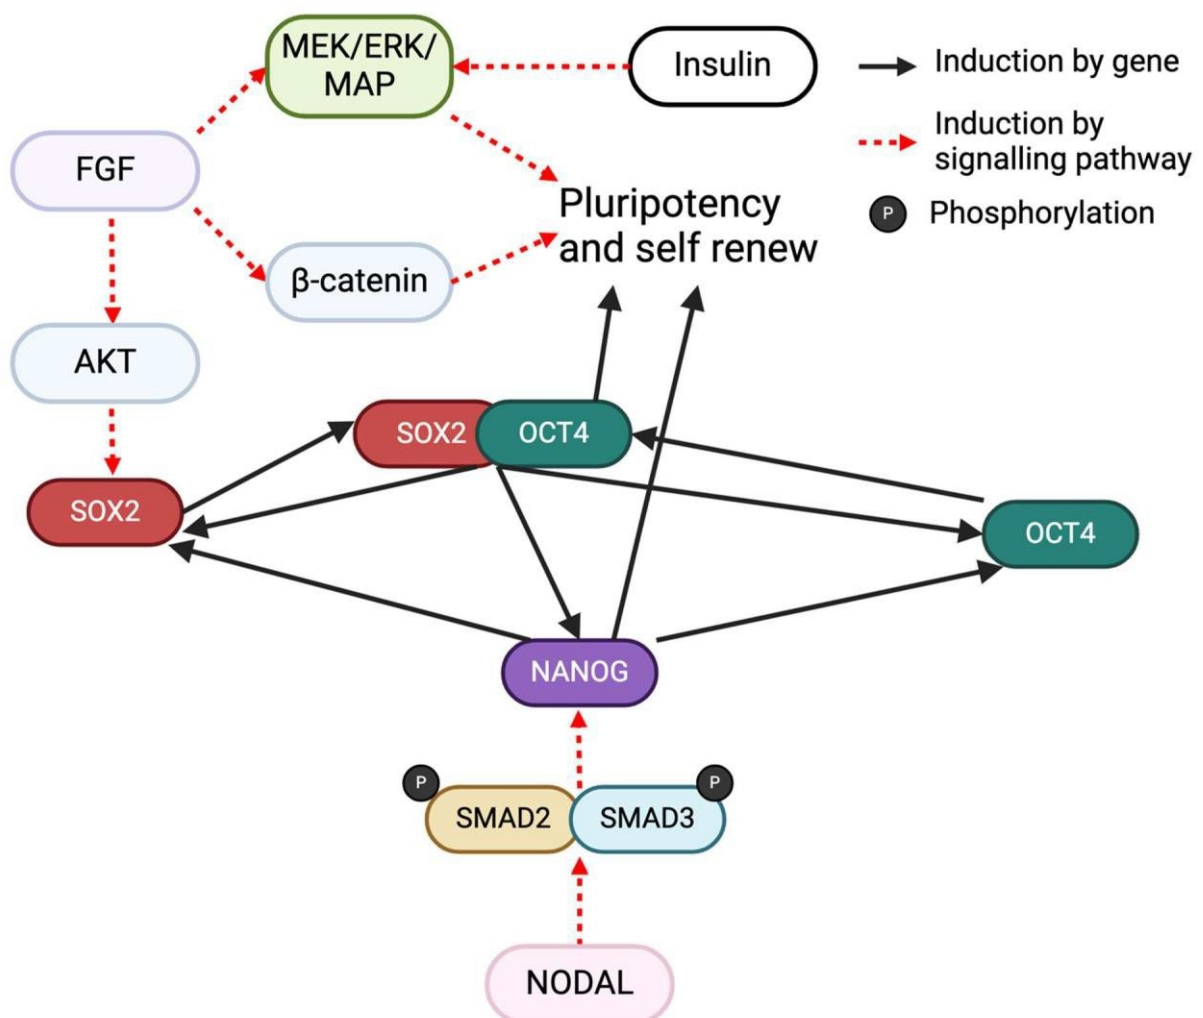 MEK/ERK/
MAP
Insulin
Induction by gene
Induction by
signalling pathway
P
Phosphorylation
FGF
Pluripotency
and self renew
β-catenin
AKT
SOX2
OCT4
SOX2
OCT4
NANOG
P
P
SMAD2
SMAD3
NODAL